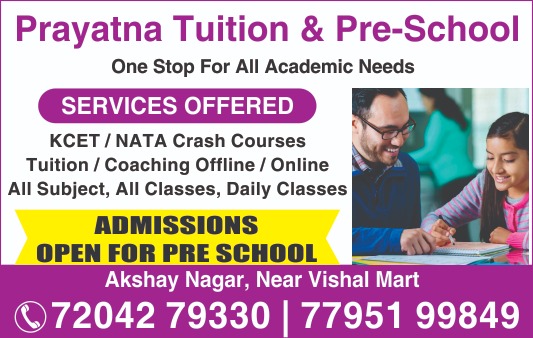 Prayatna Tuition & Pre-School
One Stop For All Academic Needs
SERVICES OFFERED
KCET / NATA Crash Courses
Tuition / Coaching Offline / Online
All Subject, All Classes, Daily Classes
ADMISSIONS
OPEN FOR PRE SCHOOL
Akshay Nagar, Near Vishal Mart
72042 79330 | 77951 99849